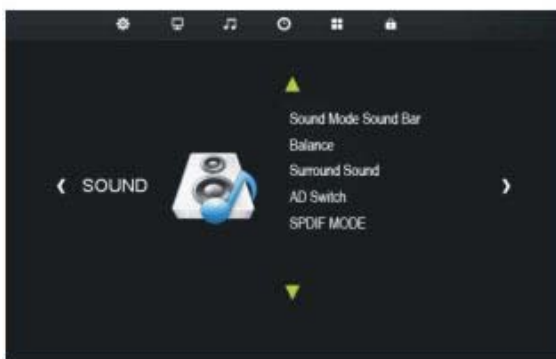 Sound Mode Sound Bar
Balance
Surround Sound
SOUND
AD Switch
SPDIF MODE